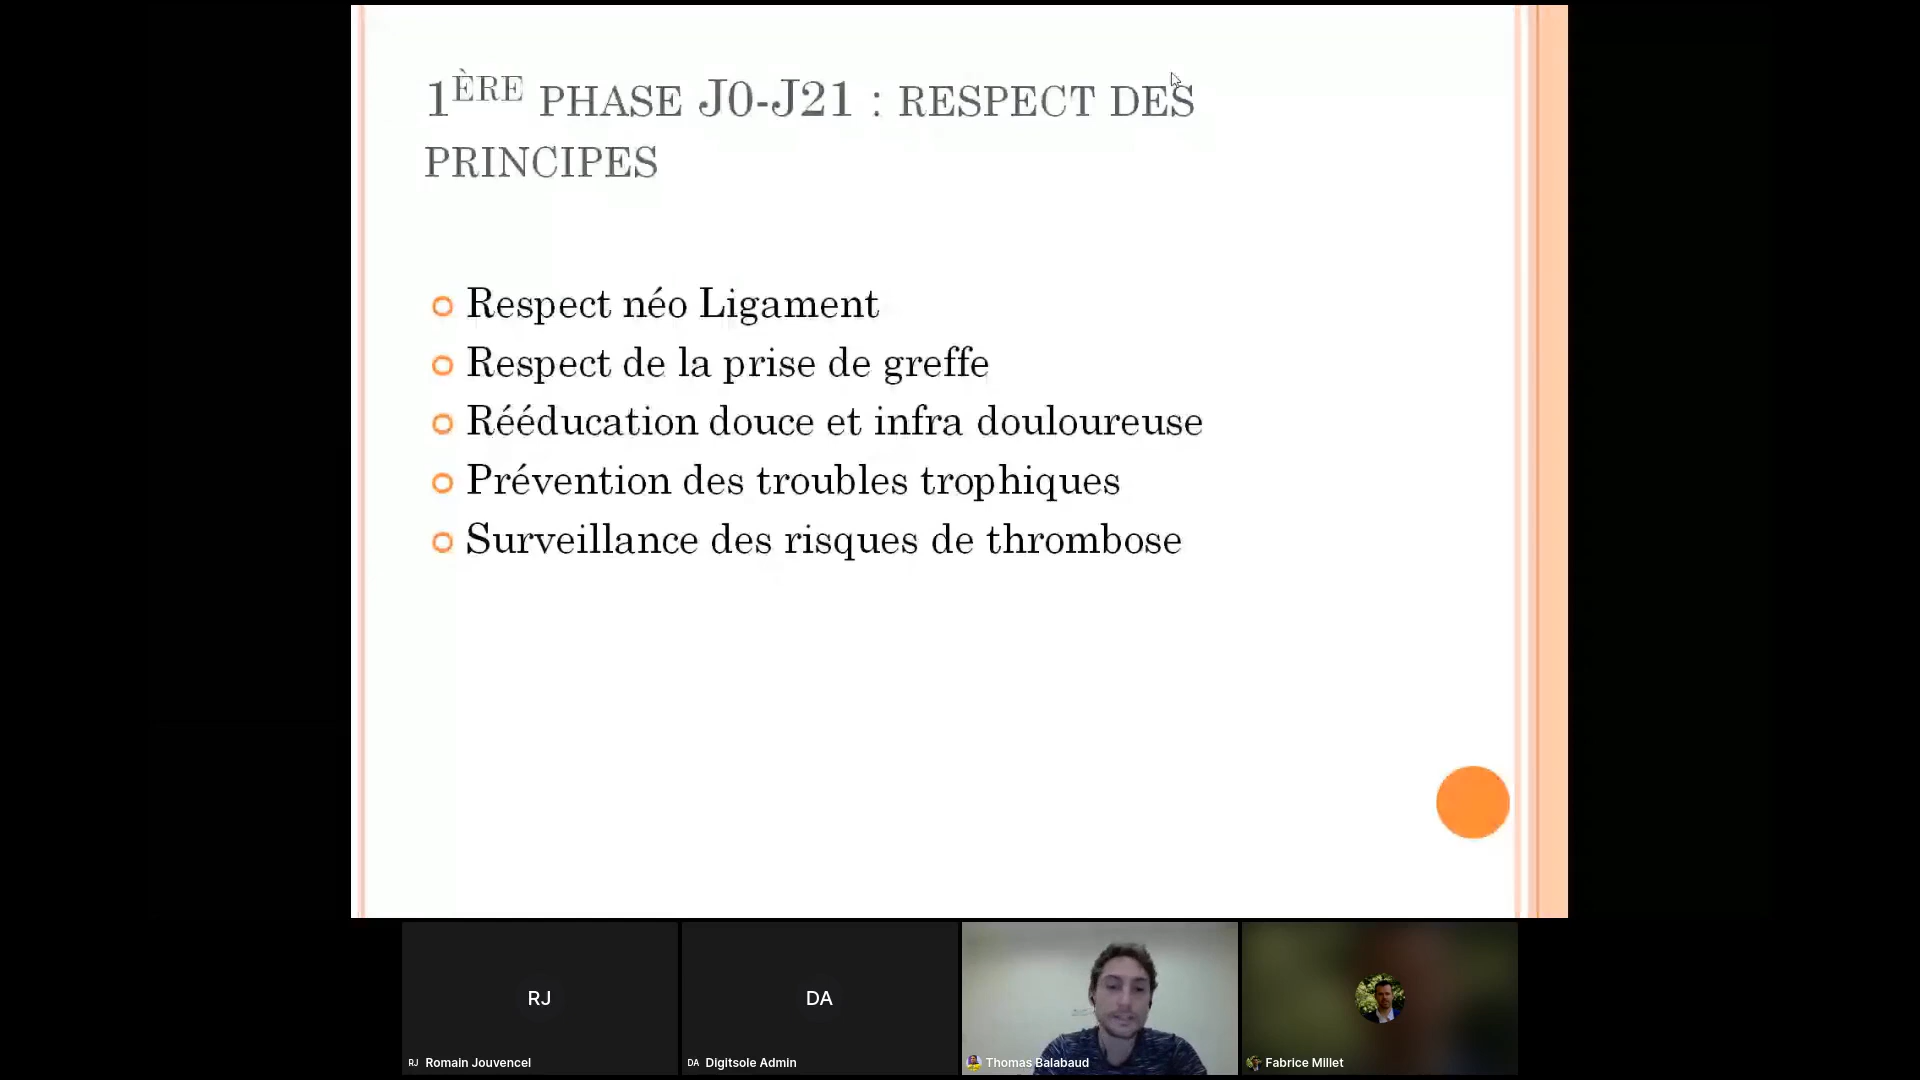 1ÈRE PHASE J0-J21 : RESPECT DES
PRINCIPES
Respect néo Ligament
Respect de la prise de greffe
Rééducation douce et infra douloureuse
Prévention des troubles trophiques
Surveillance des risques de thrombose
RJ
DA
RJ Romain Jouvencel
DA Digitsole Admin
Thomas Balabaud
Fabrice Millet